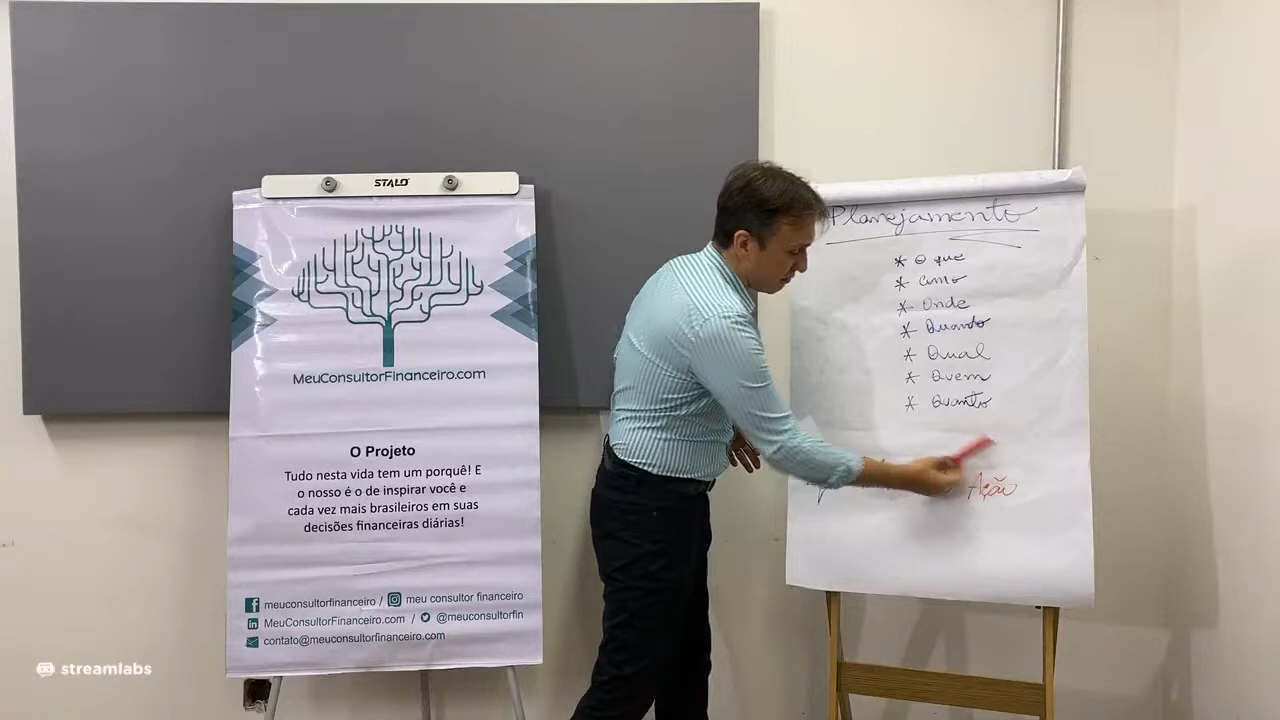 STALO
MeuConsultorFinanceiro.com
O Projeto
Tudo nesta vida tem um porquê! E
o nosso é o de inspirar você e
cada vez mais brasileiros em suas
decisões financeiras diárias!
meuconsultorfinanceiro / meu consultor financeiro
MeuConsultorFinanceiro.com / @meuconsultorfin
contato@meuconsultorfinanceiro.com
Planejamento
* O que
* Como
* Onde
* Quando
* Qual
* Quem
* Quanto
Ação
streamlabs